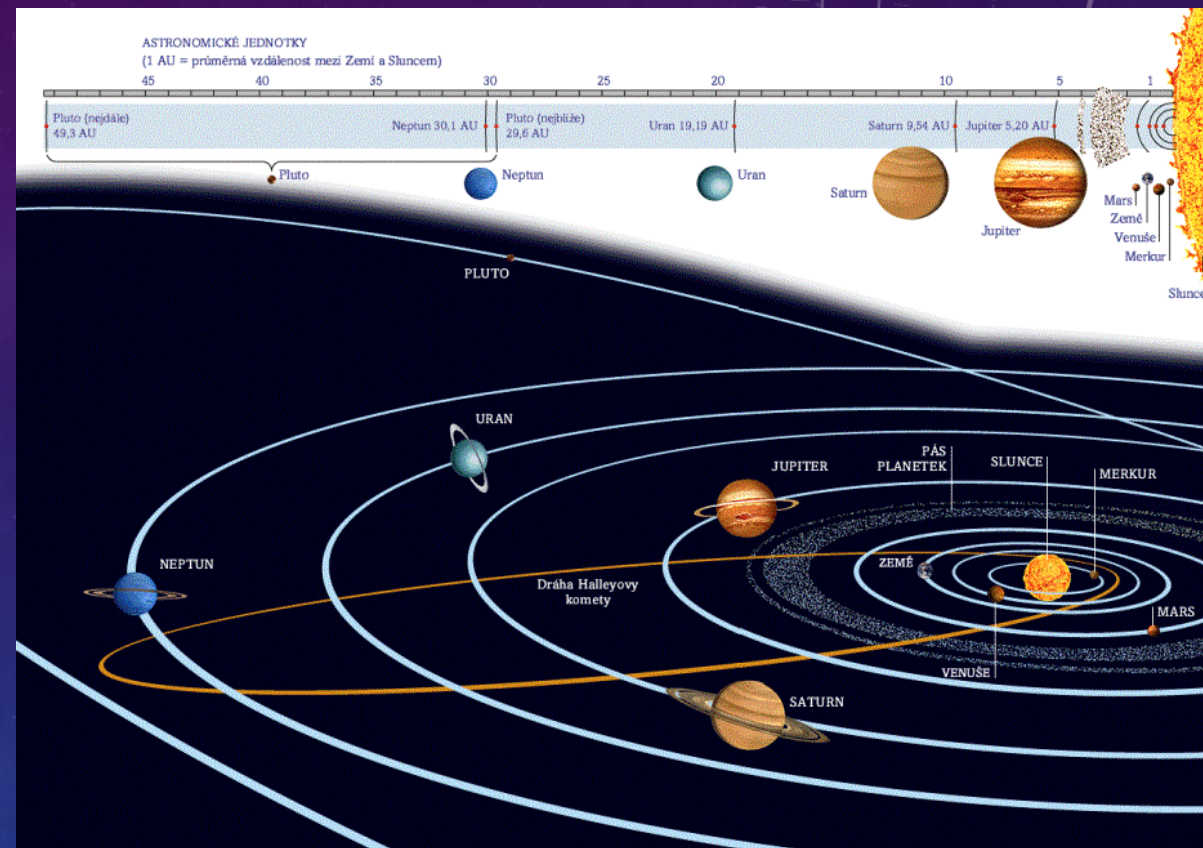 ASTRONOMICKÉ JEDNOTKY
(1 AU = průměrná vzdálenost mezi Zemí a Sluncem)
45 40 35 30 25 20 10 5 1
Pluto (nejdále)
49,3 AU
Neptun 30,1 AU
Pluto (nejblíže)
29,6 AU
Uran 19,19 AU
Saturn 9,54 AU
Jupiter 5,20 AU
Pluto
Neptun
Uran
Saturn
Jupiter
Mars
Země
Venuše
Merkur
Slunce
PLUTO
URAN
JUPITER
PÁS
PLANETEK
SLUNCE
MERKUR
NEPTUN
ZEMĚ
Dráha Halleyovy
komety
MARS
VENUŠE
SATURN